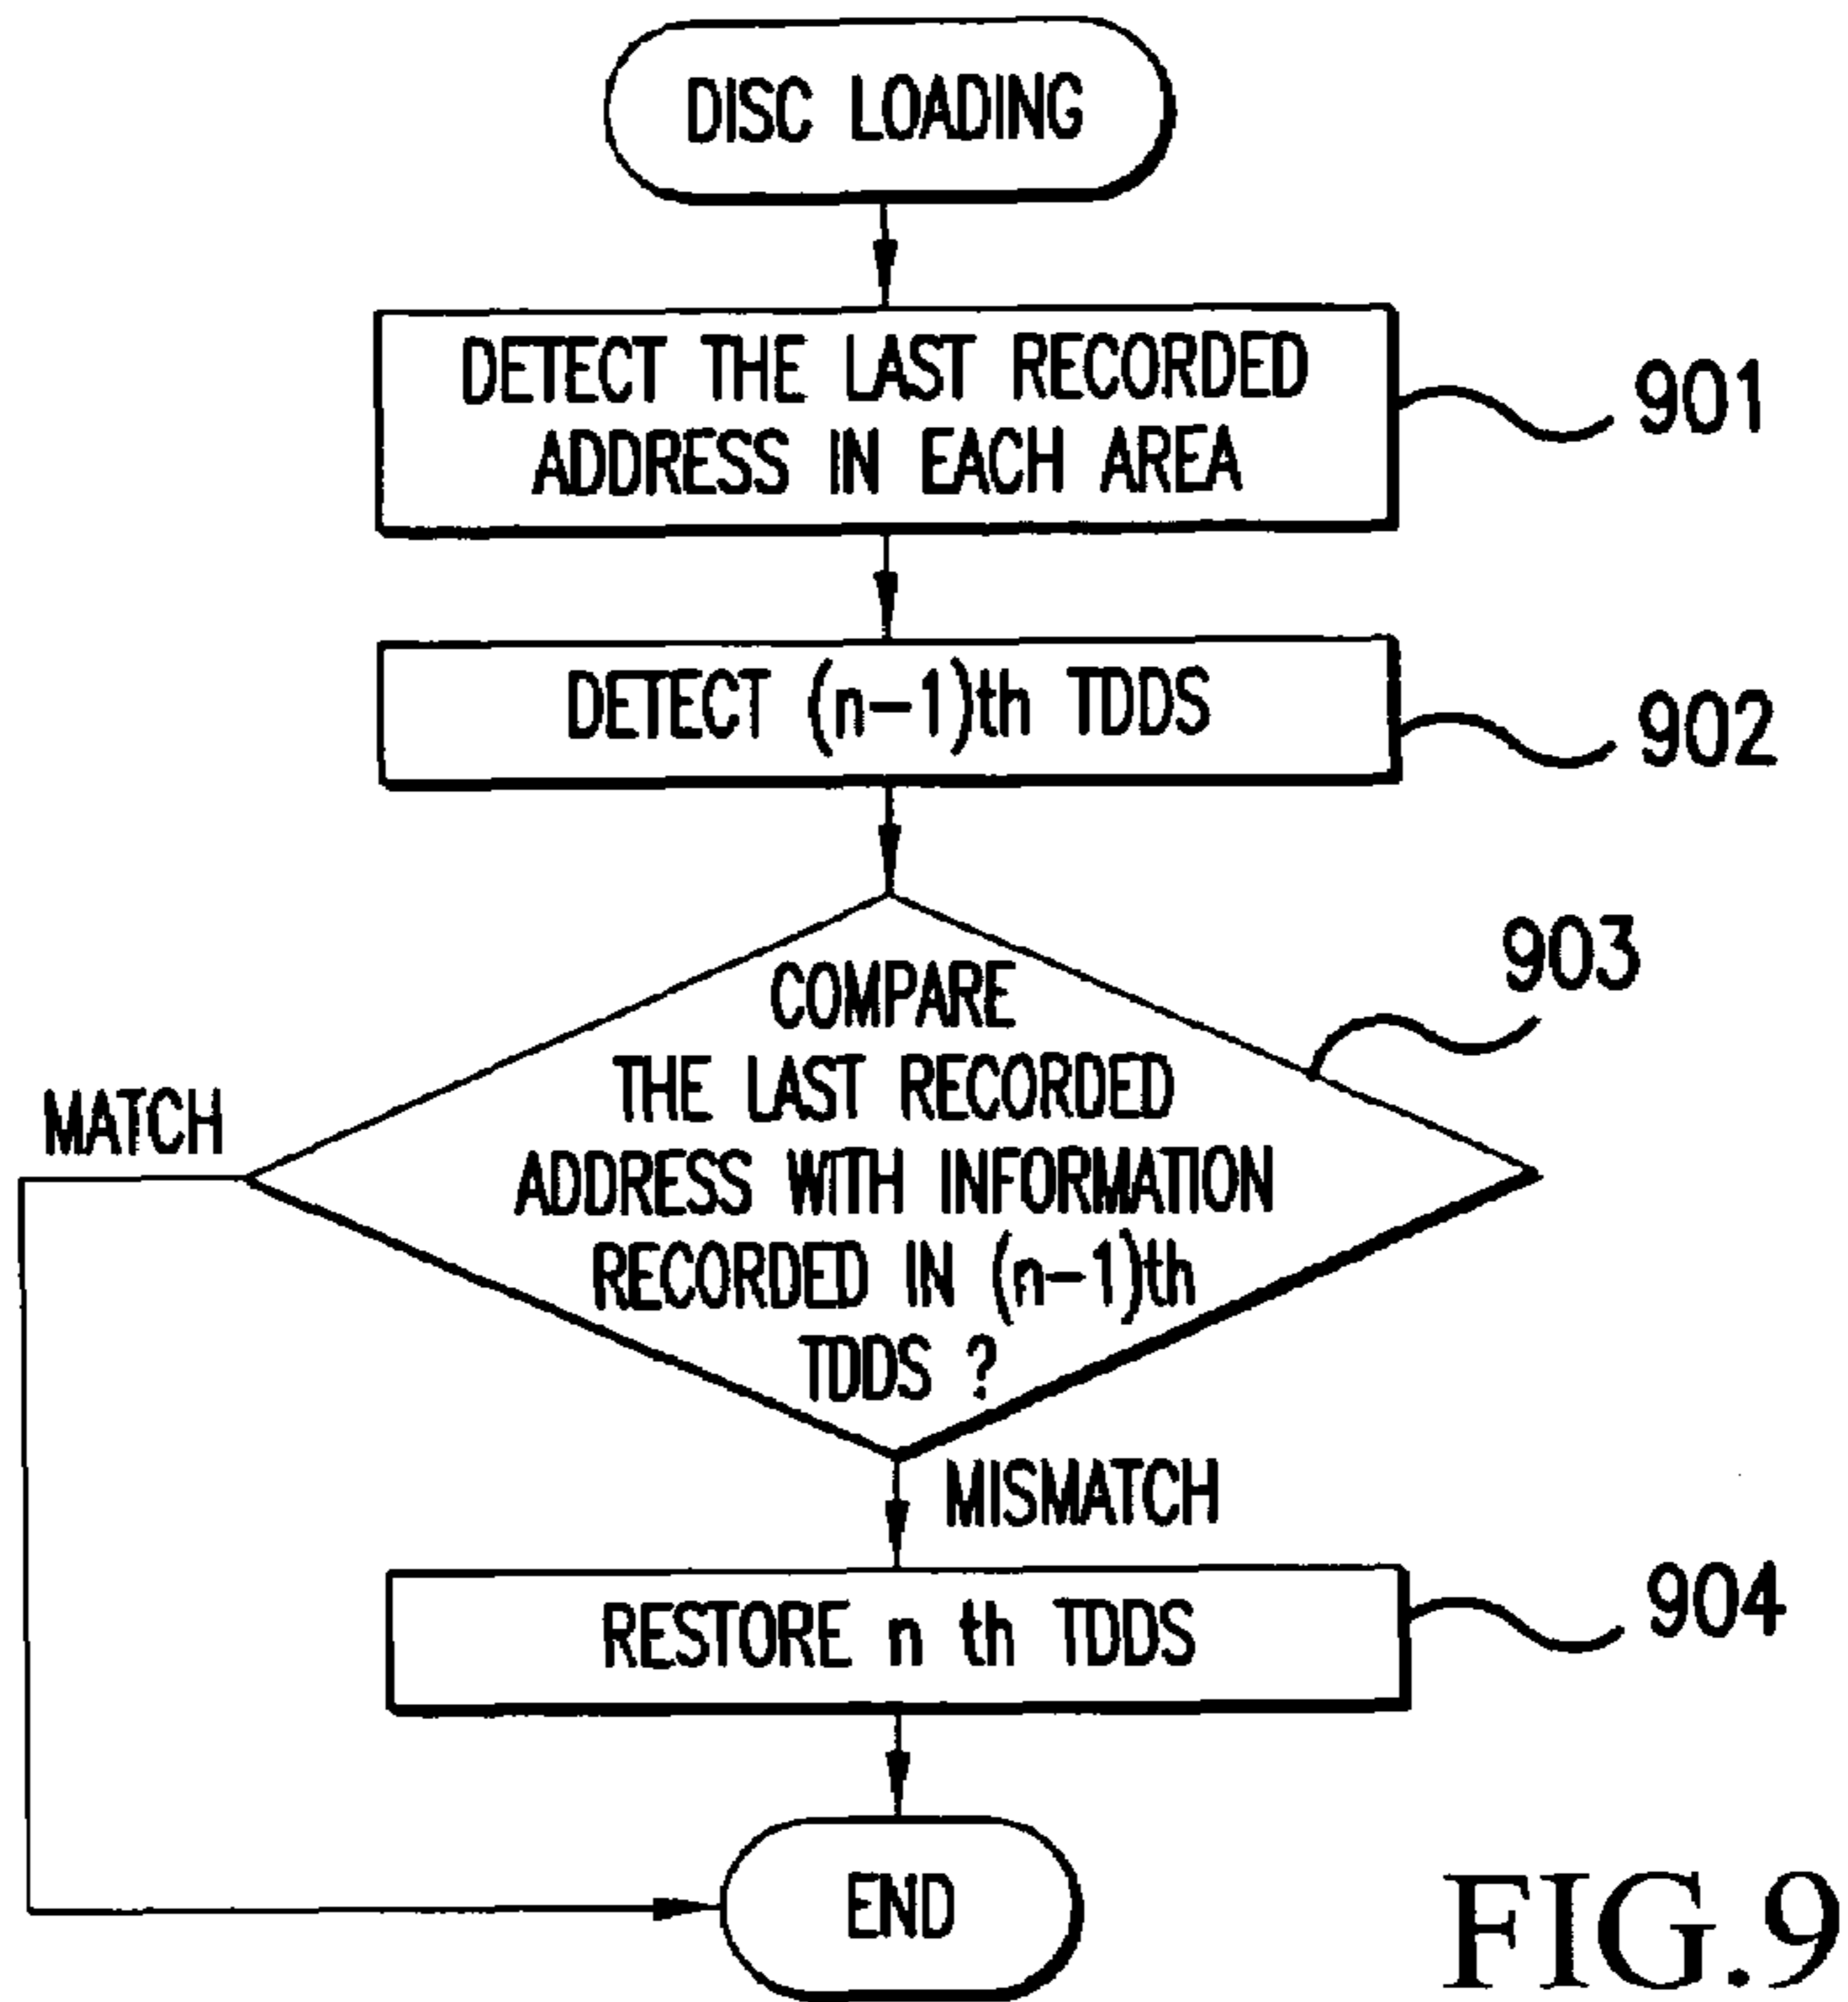 DISC LOADING
DETECT THE LAST RECORDED
ADDRESS IN EACH AREA
901
DETECT (n-1)th TDDS
902
903
COMPARE
THE LAST RECORDED
ADDRESS WITH INFORMATION
RECORDED IN (n-1)th
TDDS ?
MATCH
MISMATCH
RESTORE n th TDDS
904
END
FIG.9